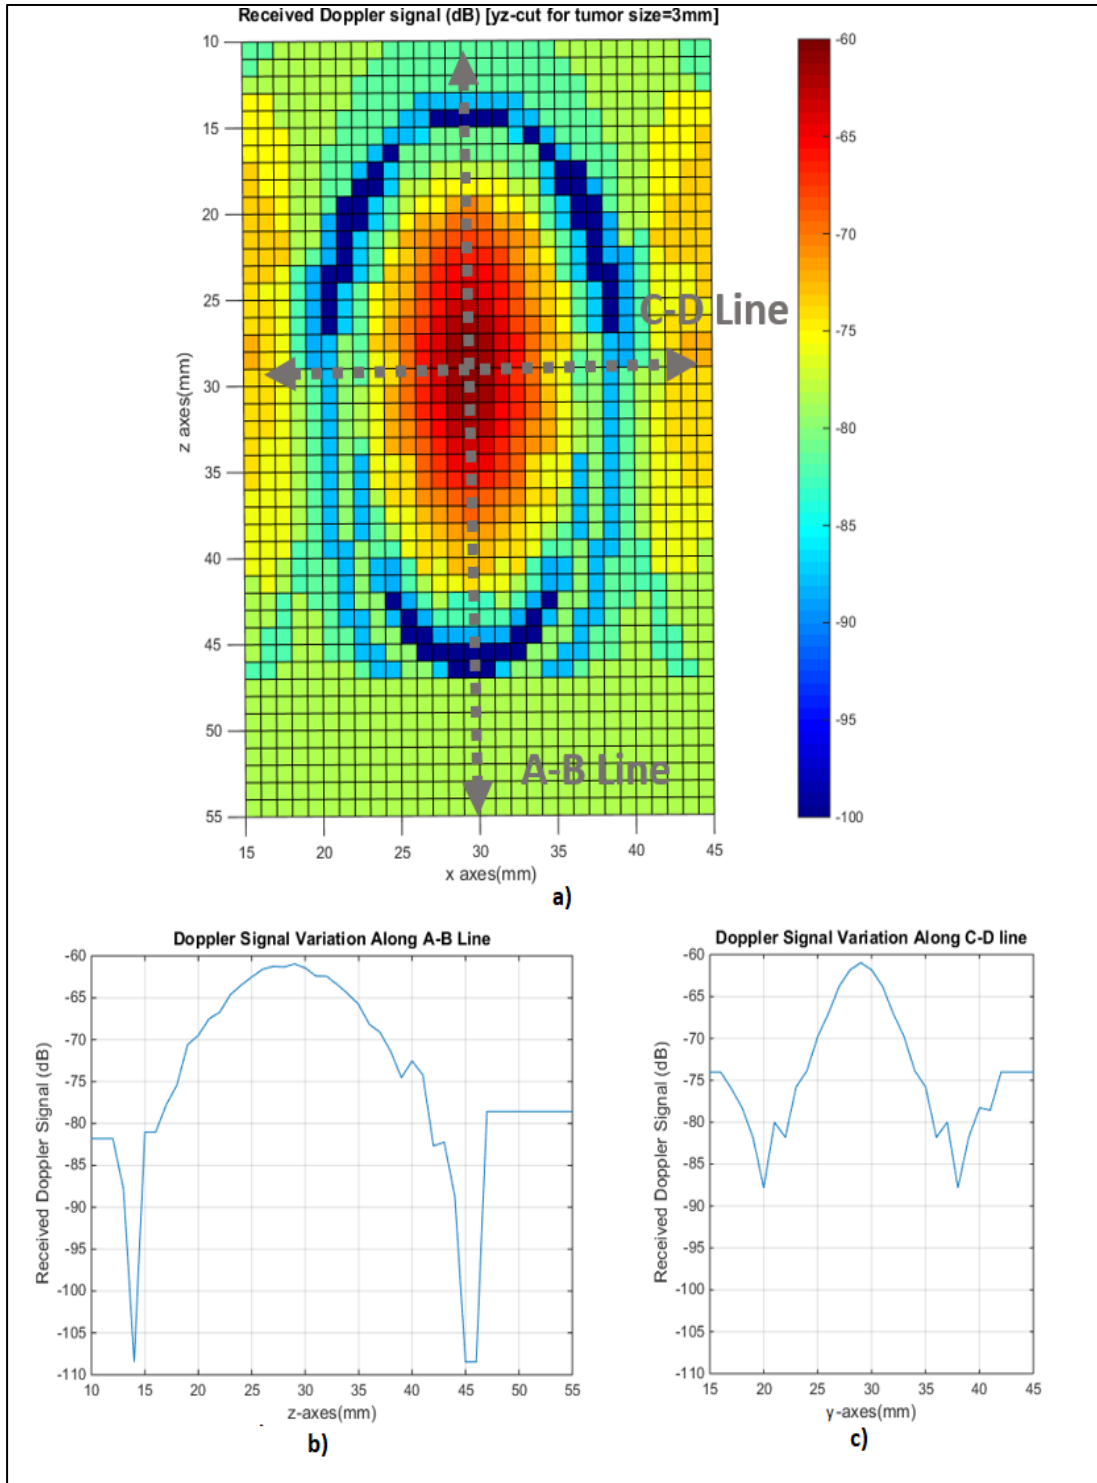 Received Doppler signal (dB) [yz-cut for tumor size=3mm]
10
15
20
25
30
35
40
45
50
55
z axes(mm)
15 20 25 30 35 40 45
x axes(mm)
C-D Line
A-B Line
-60
-65
-70
-75
-80
-85
-90
-95
-100
a)
Doppler Signal Variation Along A-B Line
-60
-65
-70
-75
-80
-85
-90
-95
-100
-105
-110
Received Doppler Signal (dB)
10 15 20 25 30 35 40 45 50 55
z-axes(mm)
b)
Doppler Signal Variation Along C-D line
-60
-65
-70
-75
-80
-85
-90
-95
-100
-105
-110
Received Doppler Signal (dB)
15 20 25 30 35 40 45
y-axes(mm)
c)